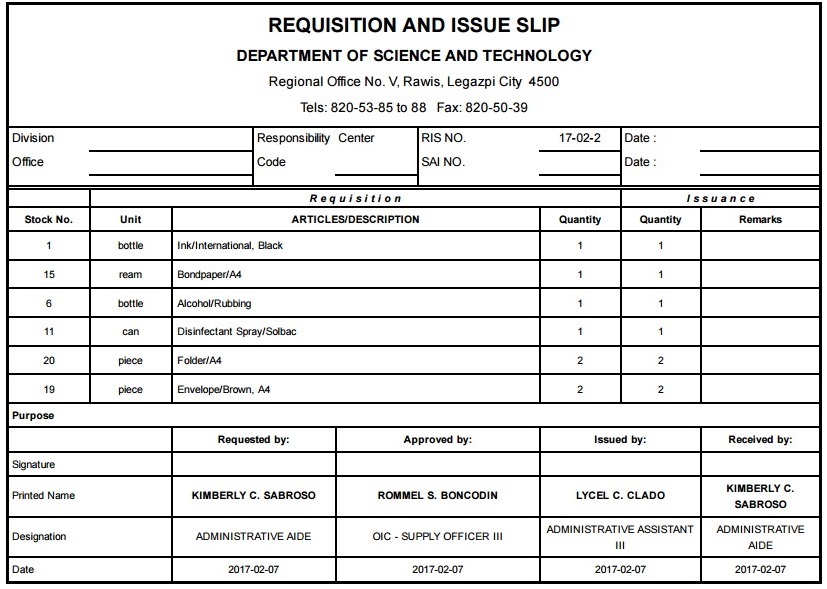 REQUISITION AND ISSUE SLIP
DEPARTMENT OF SCIENCE AND TECHNOLOGY
Regional Office No. V, Rawis, Legazpi City 4500
Tels: 820-53-85 to 88 Fax: 820-50-39
Division Responsibility Center RIS NO. 17-02-2 Date :
Office Code SAI NO. Date :
Requisition Issuance
Stock No. Unit ARTICLES/DESCRIPTION Quantity Quantity Remarks
1 bottle Ink/International, Black 1 1
15 ream Bondpaper/A4 1 1
6 bottle Alcohol/Rubbing 1 1
11 can Disinfectant Spray/Solbac 1 1
20 piece Folder/A4 2 2
19 piece Envelope/Brown, A4 2 2
Purpose
Requested by: Approved by: Issued by: Received by:
Signature
Printed Name KIMBERLY C. SABROSO ROMMEL S. BONCODIN LYCEL C. CLADO KIMBERLY C.
SABROSO
Designation ADMINISTRATIVE AIDE OIC - SUPPLY OFFICER III ADMINISTRATIVE ASSISTANT ADMINISTRATIVE
III AIDE
Date 2017-02-07 2017-02-07 2017-02-07 2017-02-07